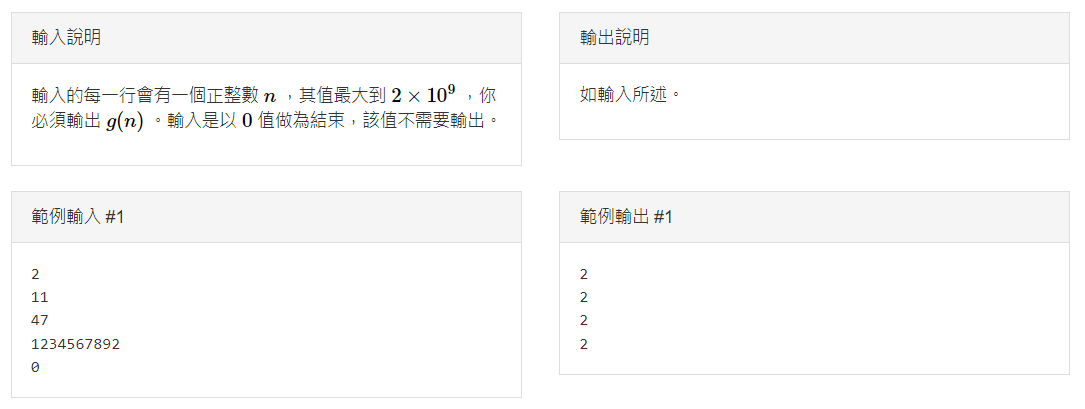 輸入說明
輸入的每一行會有一個正整數 n ，其值最大到 2 × 10⁹ ，你
必須輸出 g(n) 。輸入是以 0 值做為結束，該值不需要輸出。
輸出說明
如輸入所述。
範例輸入 #1
2
11
47
1234567892
0
範例輸出 #1
2
2
2
2